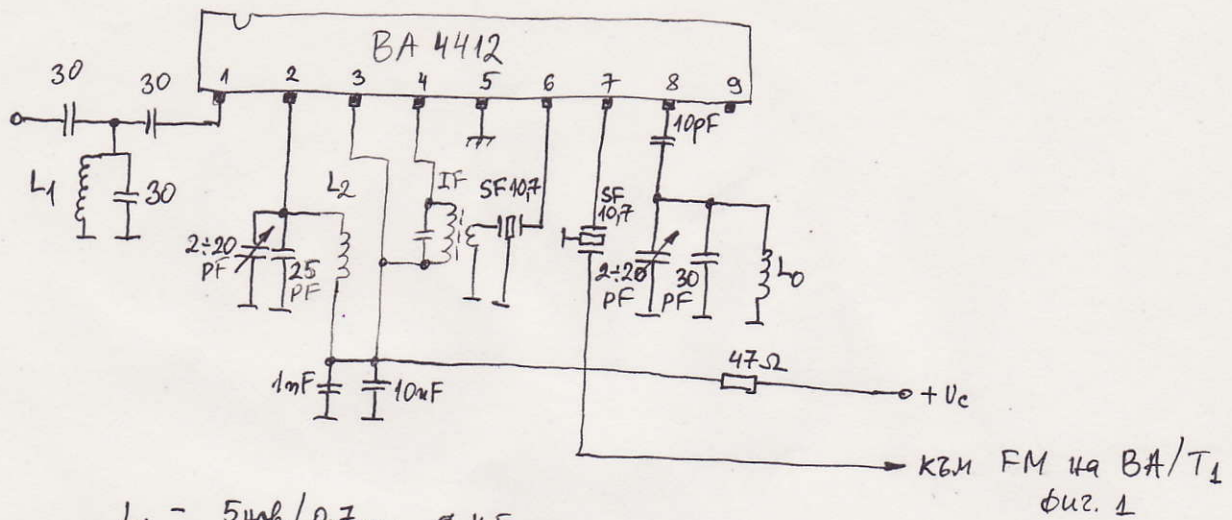 BA 4412
30 30 1 2 3 4 5 6 7 8 9
10pF
L1 30 L2 IF SF10,7 SF
10,7
2÷20
PF 25
PF 2÷20
PF 30
PF L0
47Ω
1nF 10nF + Uc
към FM на BA/T1
фиг. 1